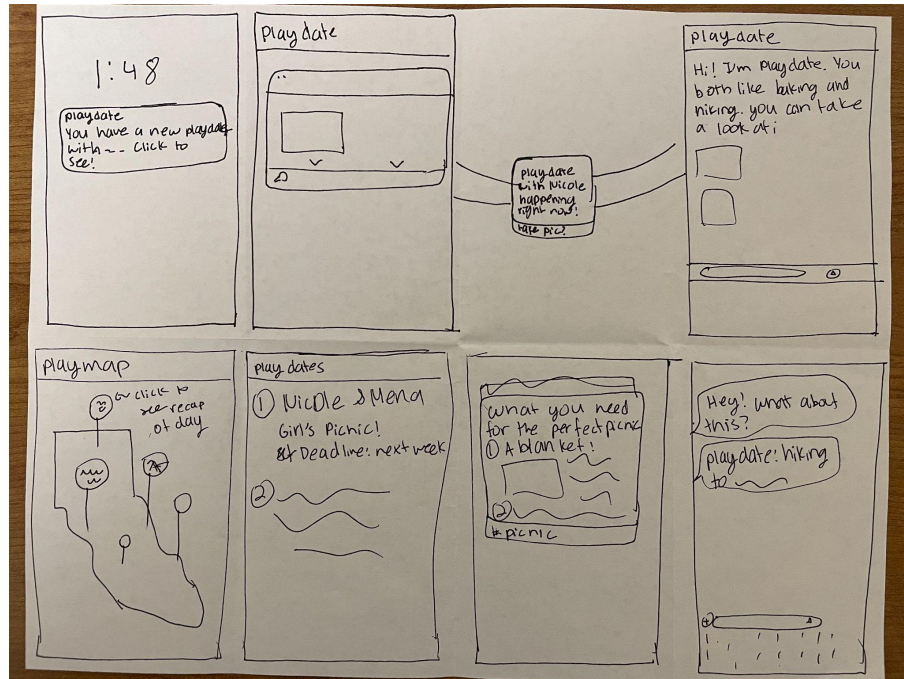 1:48
playdate
You have a new playdate
with -- click to
see!
playdate
playdate
with Nicole
happening
right now!
take pic!
playdate
Hi! I'm playdate. You
both like baking and
hiking. you can take
a look at:
playmap
click to
see recap
of day
play dates
① Nicole & Mena
Girl's Picnic!
Deadline: next week
②
what you need
for the perfect picnic
① A blanket!
②
# picnic
Hey! what about
this?
playdate: hiking
to